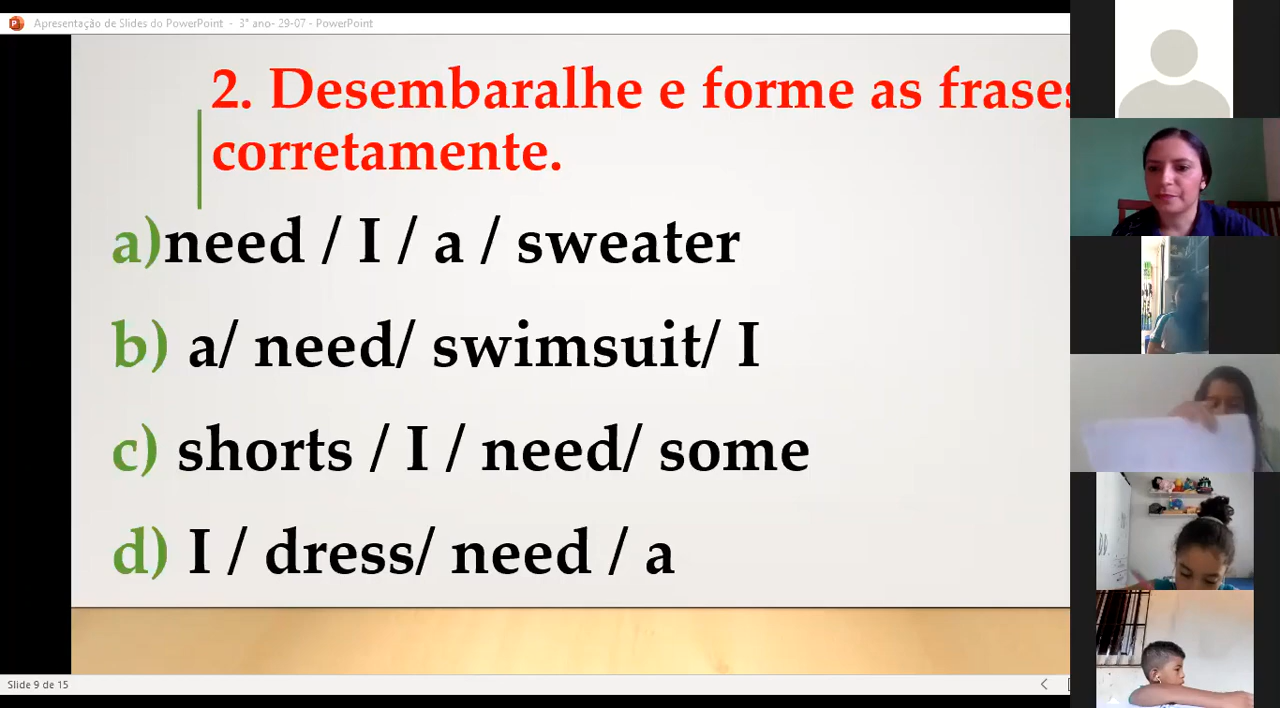 Apresentação de Slides do PowerPoint - 3° ano- 29-07 - PowerPoint
2. Desembaralhe e forme as frases
corretamente.
a)need / I / a / sweater
b) a/ need/ swimsuit/ I
c) shorts / I / need/ some
d) I / dress/ need / a
Slide 9 de 15